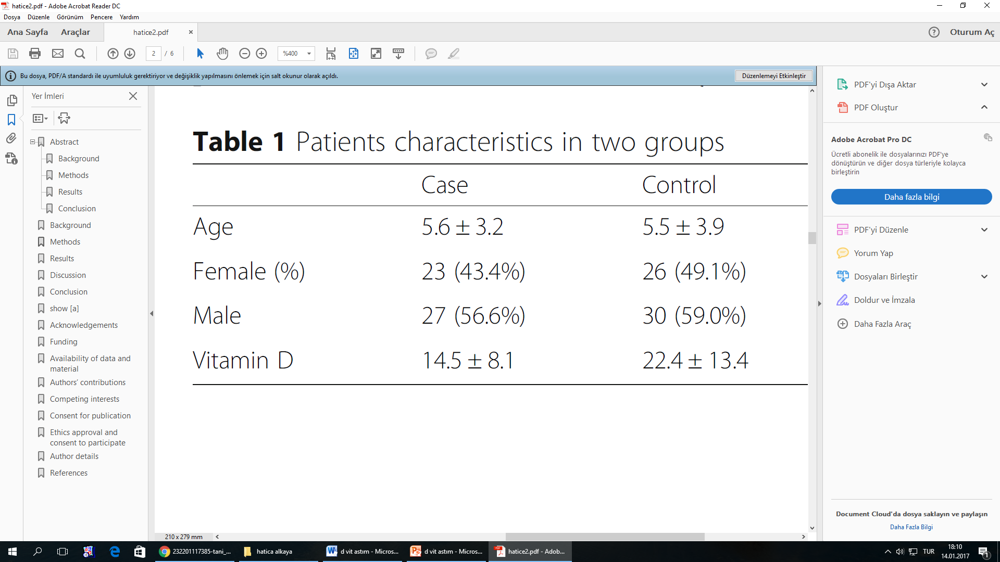 hatice2.pdf - Adobe Acrobat Reader DC
Dosya Düzenle Görünüm Pencere Yardım
Ana Sayfa Araçlar hatice2.pdf Oturum Aç
2 / 6 %400
Bu dosya, PDF/A standardı ile uyumluluk gerektiriyor ve değişiklik yapılmasını önlemek için salt okunur olarak açıldı. Düzenlemeyi Etkinleştir
Yer İmleri
Abstract
Background
Methods
Results
Conclusion
Background
Methods
Results
Discussion
Conclusion
show [a]
Acknowledgements
Funding
Availability of data and
material
Authors’ contributions
Competing interests
Consent for publication
Ethics approval and
consent to participate
Author details
References
Table 1 Patients characteristics in two groups
Case Control
Age 5.6 ± 3.2 5.5 ± 3.9
Female (%) 23 (43.4%) 26 (49.1%)
Male 27 (56.6%) 30 (59.0%)
Vitamin D 14.5 ± 8.1 22.4 ± 13.4
210 x 279 mm
PDF'yi Dışa Aktar
PDF Oluştur
Adobe Acrobat Pro DC
Ücretli abonelik ile dosyalarınızı PDF'ye
dönüştürün ve diğer dosya türleriyle kolayca
birleştirin
Daha fazla bilgi
PDF'yi Düzenle
Yorum Yap
Dosyaları Birleştir
Doldur ve İmzala
Daha Fazla Araç
Document Cloud'da dosya saklayın ve paylaşın
Daha Fazla Bilgi
232201117385-tani_... hatica alkaya d vit astım - Micros... d vit astım - Micros... hatice2.pdf - Adob... TUR 18:10
14.01.2017 1